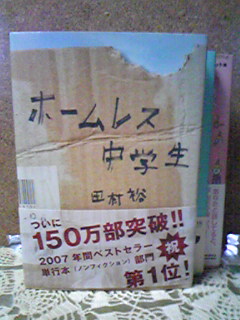 ホームレス
中学生
田村裕
ついに
150万部突破!!
2007年間ベストセラー
単行本(ノンフィクション)部門
祝
第1位!